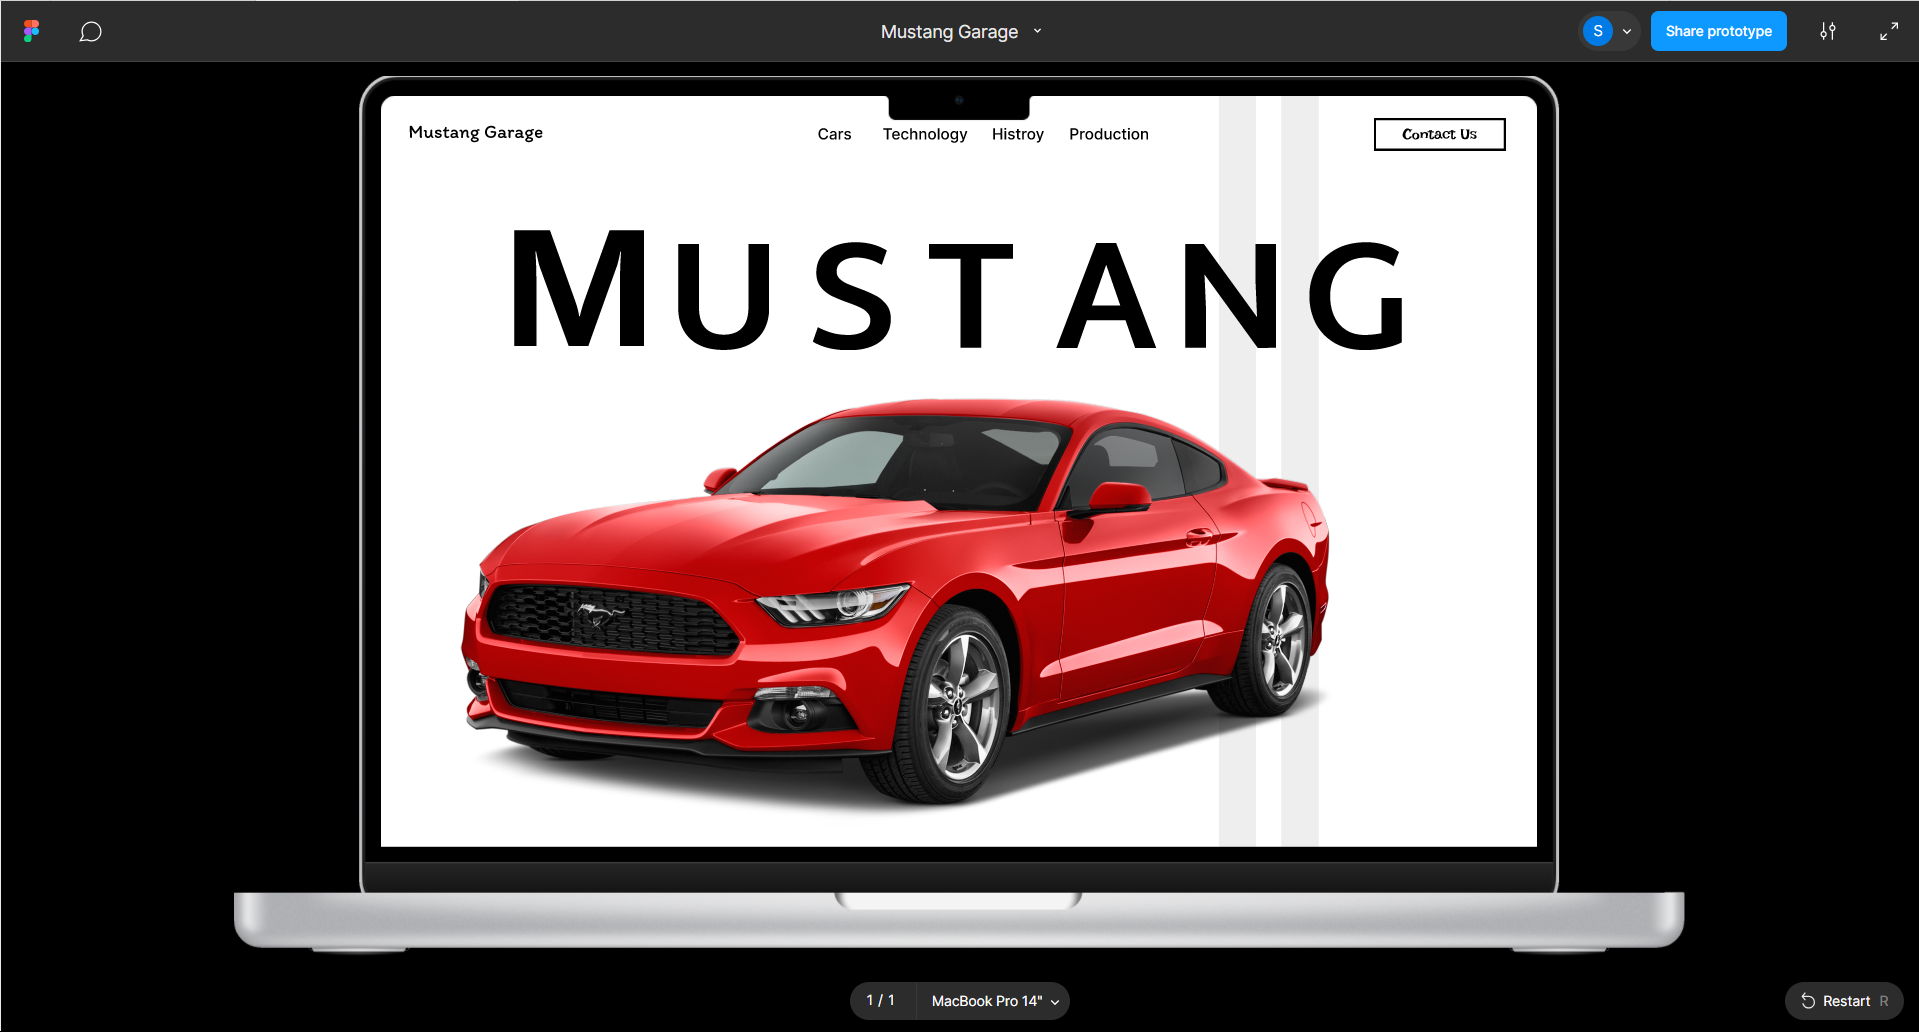 Mustang Garage
S
Share prototype
Mustang Garage
Cars Technology Histroy Production
Contact Us
MUSTANG
1 / 1
MacBook Pro 14"
Restart R